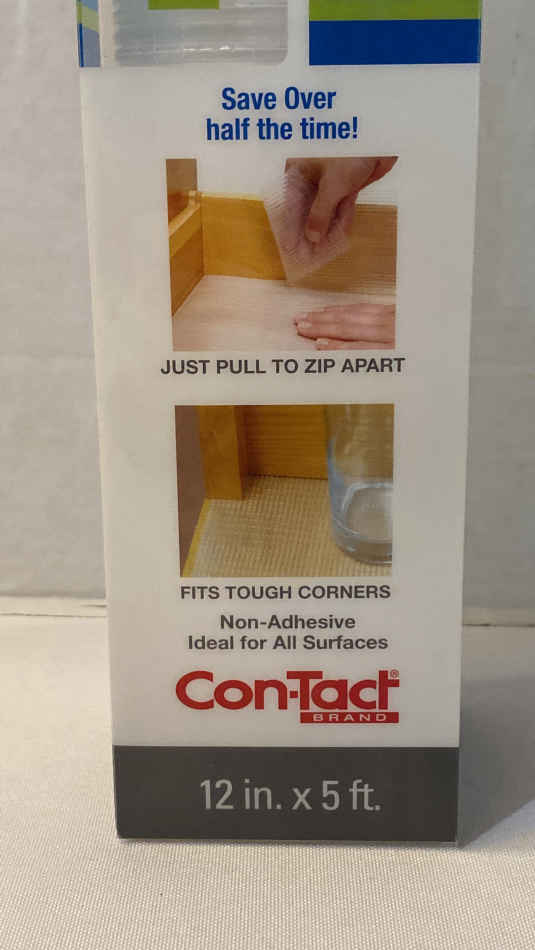 Save Over
half the time!
JUST PULL TO ZIP APART
FITS TOUGH CORNERS
Non-Adhesive
Ideal for All Surfaces
Con-Tact®
BRAND
12 in. x 5 ft.